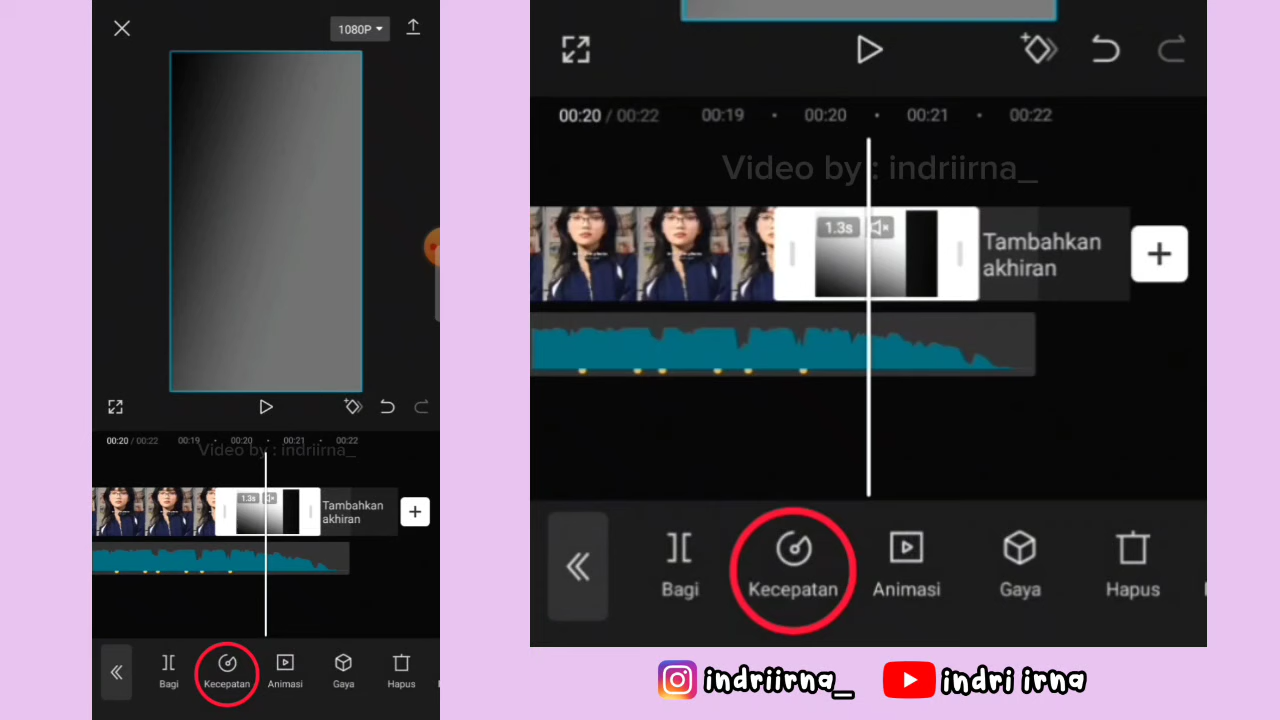 1080P
00:20 / 00:22 00:19 00:20 00:21 00:22
Video by : indriirna_
1.3s
Tambahkan
akhiran
Bagi Kecepatan Animasi Gaya Hapus
00:20 / 00:22 00:19 00:20 00:21 00:22
Video by : indriirna_
1.3s
Tambahkan
akhiran
Bagi Kecepatan Animasi Gaya Hapus
indriirna_ indri irna